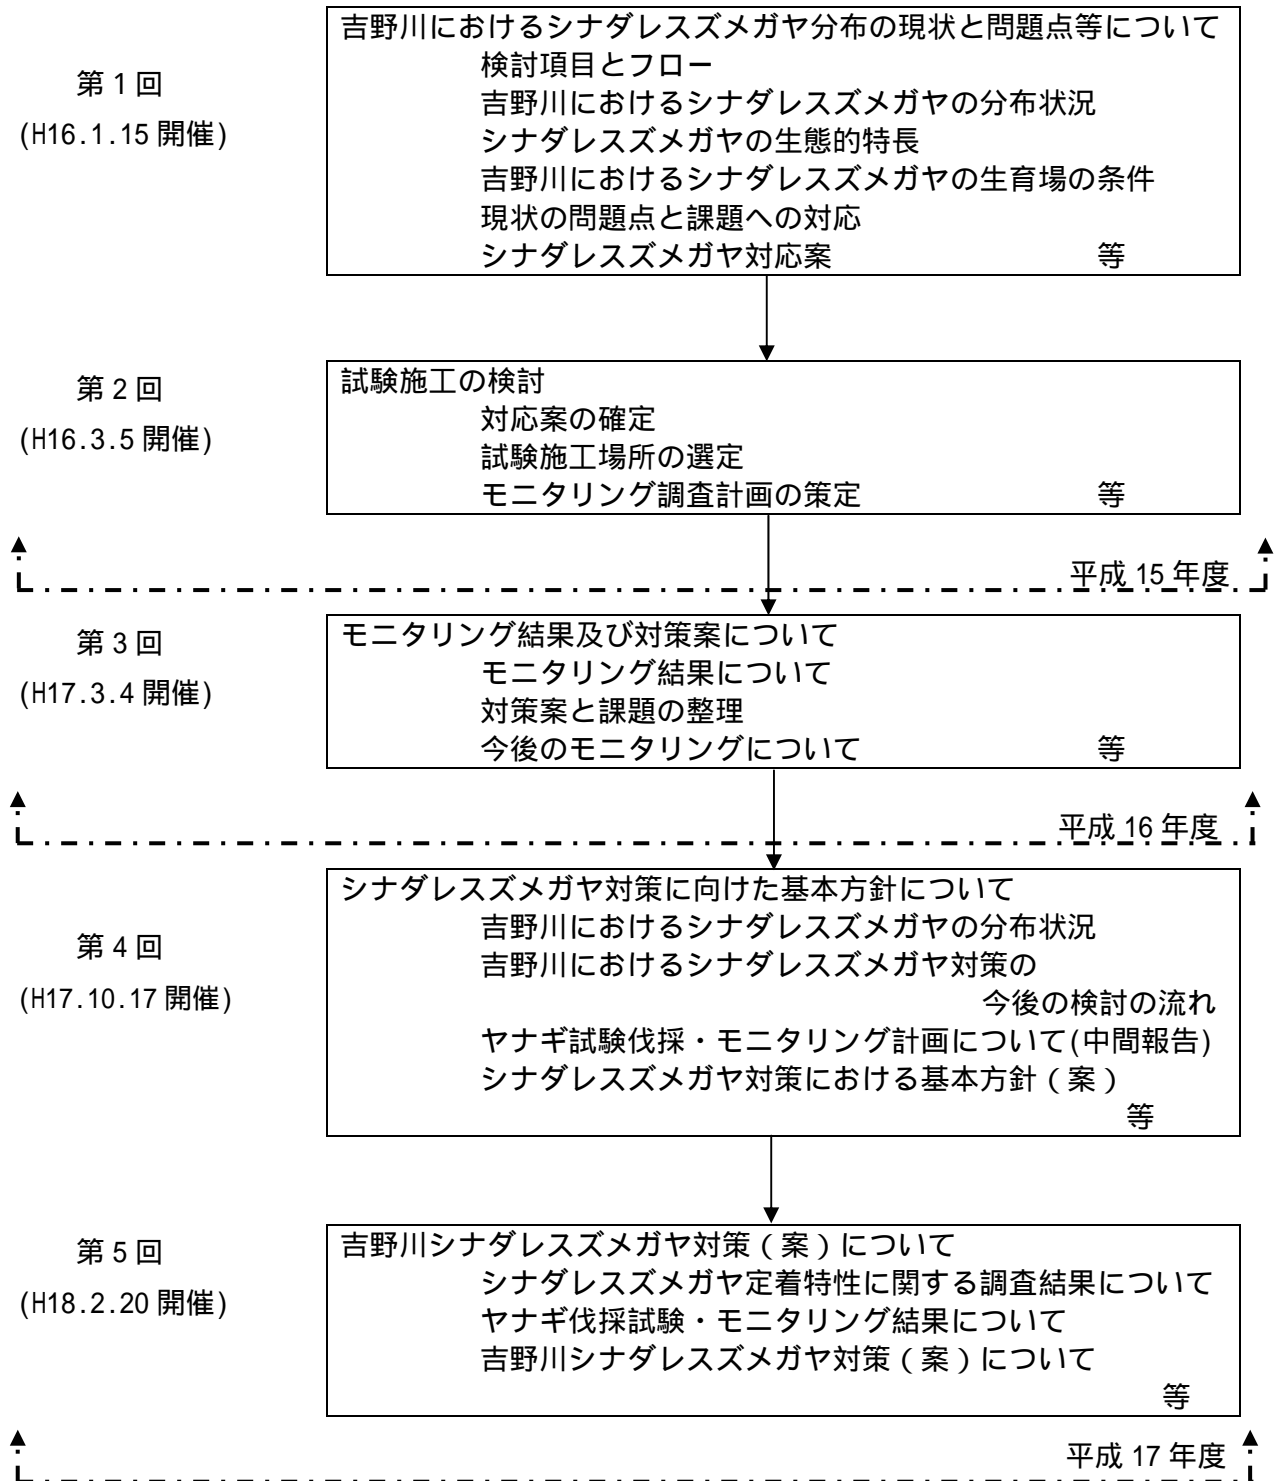 第1回
(H16.1.15 開催)
吉野川におけるシナダレスズメガヤ分布の現状と問題点等について
検討項目とフロー
吉野川におけるシナダレスズメガヤの分布状況
シナダレスズメガヤの生態的特長
吉野川におけるシナダレスズメガヤの生育場の条件
現状の問題点と課題への対応
シナダレスズメガヤ対応案 等
第2回
(H16.3.5 開催)
試験施工の検討
対応案の確定
試験施工場所の選定
モニタリング調査計画の策定 等
平成 15 年度
第3回
(H17.3.4 開催)
モニタリング結果及び対策案について
モニタリング結果について
対策案と課題の整理
今後のモニタリングについて 等
平成 16 年度
第4回
(H17.10.17 開催)
シナダレスズメガヤ対策に向けた基本方針について
吉野川におけるシナダレスズメガヤの分布状況
吉野川におけるシナダレスズメガヤ対策の
今後の検討の流れ
ヤナギ試験伐採・モニタリング計画について(中間報告)
シナダレスズメガヤ対策における基本方針(案)
等
第5回
(H18.2.20 開催)
吉野川シナダレスズメガヤ対策(案)について
シナダレスズメガヤ定着特性に関する調査結果について
ヤナギ伐採試験・モニタリング結果について
吉野川シナダレスズメガヤ対策(案)について
等
平成 17 年度